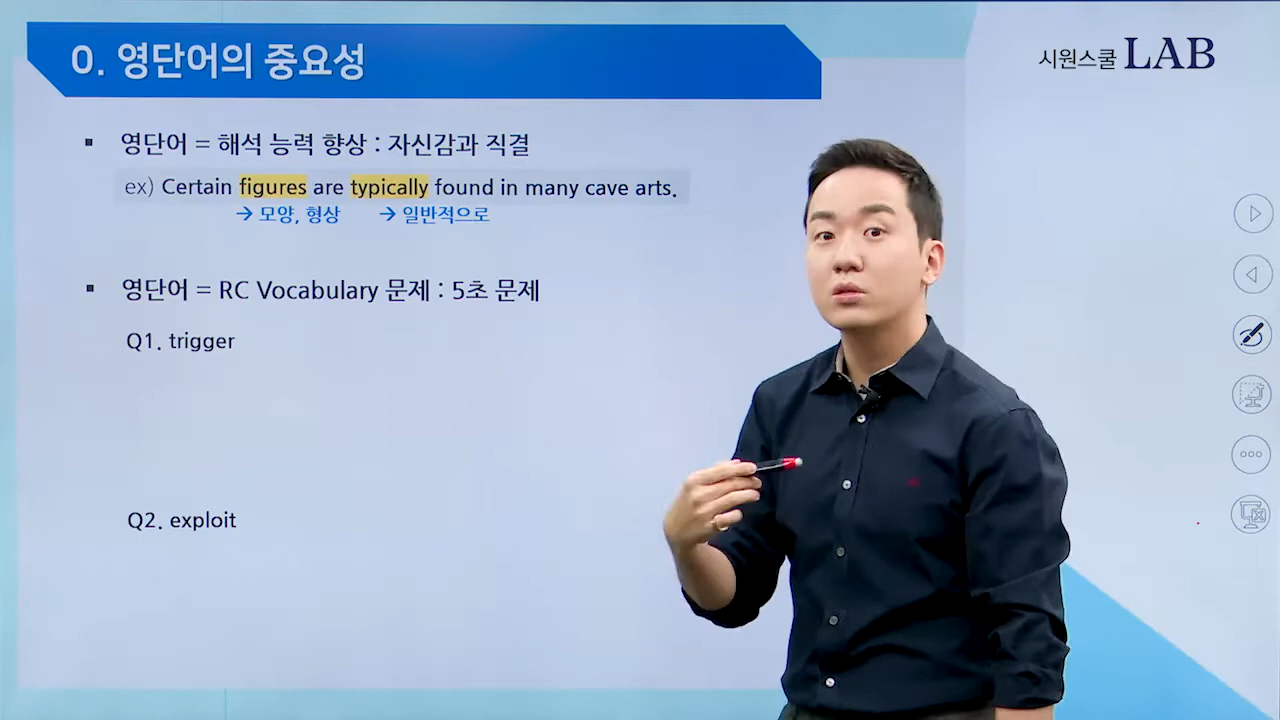 0. 영단어의 중요성
시원스쿨 LAB
▪ 영단어 = 해석 능력 향상 : 자신감과 직결
ex) Certain figures are typically found in many cave arts.
→ 모양, 형상 → 일반적으로
▪ 영단어 = RC Vocabulary 문제 : 5초 문제
Q1. trigger
Q2. exploit